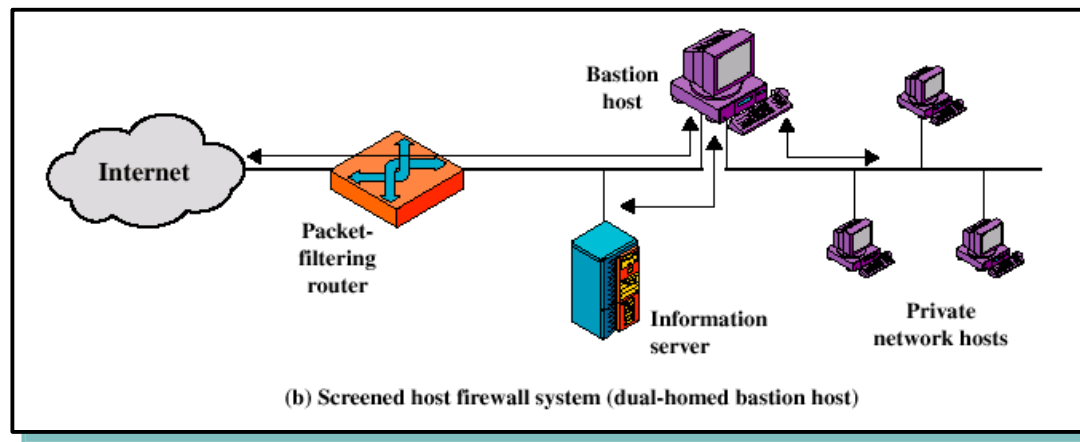 Bastion
host
Internet
Packet-
filtering
router
Information
server
Private
network hosts
(b) Screened host firewall system (dual-homed bastion host)